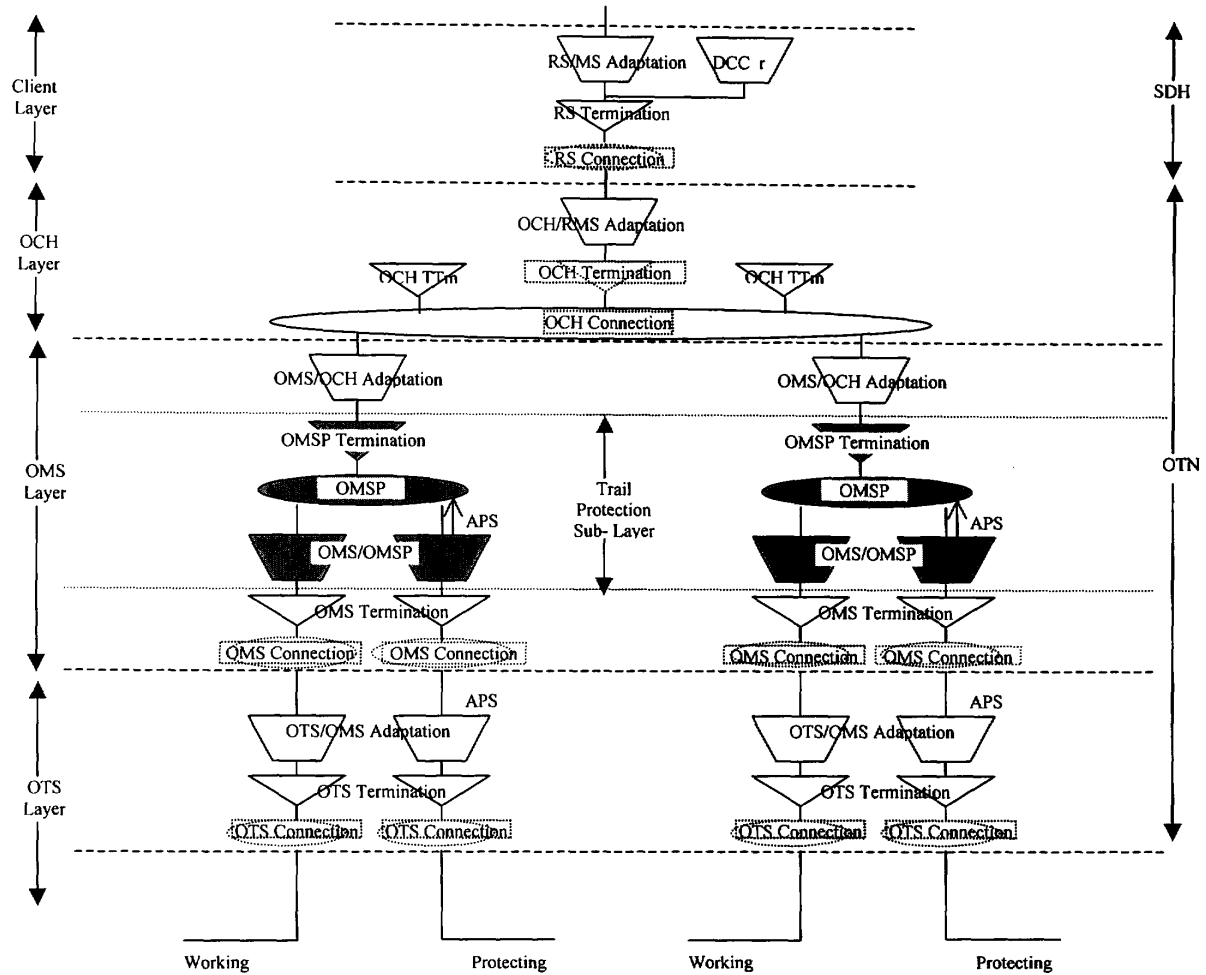 RS/MS Adaptation
DCC r
Client
Layer
SDH
RS Termination
RS Connection
OCH/RMS Adaptation
OCH
Layer
OCH TTm
OCH Termination
OCH TTm
OCH Connection
OMS/OCH Adaptation
OMS/OCH Adaptation
OMSP Termination
OMSP Termination
OMS
Layer
OTN
OMSP
Trail
Protection
Sub- Layer
OMSP
APS
APS
OMS/OMSP
OMS/OMSP
OMS Termination
OMS Termination
OMS Connection
OMS Connection
OMS Connection
OMS Connection
APS
APS
OTS/OMS Adaptation
OTS/OMS Adaptation
OTS
Layer
OTS Termination
OTS Termination
OTS Connection
OTS Connection
OTS Connection
OTS Connection
Working
Protecting
Working
Protecting